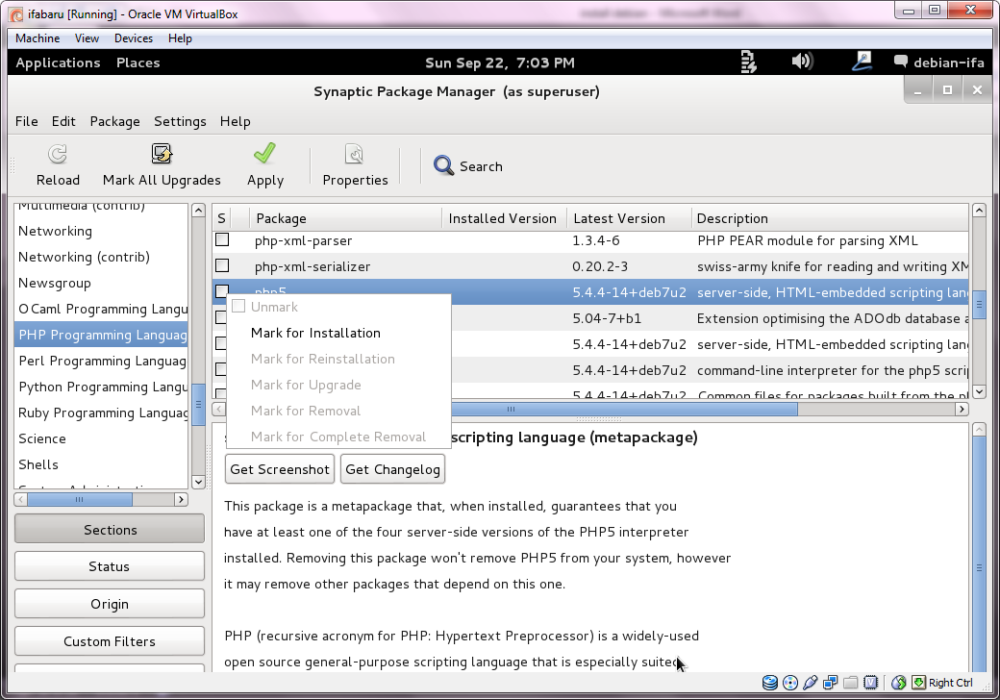 ifabaru [Running] - Oracle VM VirtualBox
Machine View Devices Help
Applications Places Sun Sep 22, 7:03 PM debian-ifa
Synaptic Package Manager (as superuser)
File Edit Package Settings Help
Reload Mark All Upgrades Apply Properties Search
Multimedia (contrib)
Networking
Networking (contrib)
Newsgroup
OCaml Programming Langu
PHP Programming Languag
Perl Programming Languag
Python Programming Langu
Ruby Programming Languag
Science
Shells
Sections
Status
Origin
Custom Filters
S Package Installed Version Latest Version Description
php-xml-parser 1.3.4-6 PHP PEAR module for parsing XML
php-xml-serializer 0.20.2-3 swiss-army knife for reading and writing XM
php5 5.4.4-14+deb7u2 server-side, HTML-embedded scripting lan
5.04-7+b1 Extension optimising the ADOdb database a
5.4.4-14+deb7u2 server-side, HTML-embedded scripting lan
5.4.4-14+deb7u2 command-line interpreter for the php5 scrip
5.4.4-14+deb7u2 Common files for packages built from the ph
Unmark
Mark for Installation
Mark for Reinstallation
Mark for Upgrade
Mark for Removal
Mark for Complete Removal
scripting language (metapackage)
Get Screenshot Get Changelog
This package is a metapackage that, when installed, guarantees that you
have at least one of the four server-side versions of the PHP5 interpreter
installed. Removing this package won't remove PHP5 from your system, however
it may remove other packages that depend on this one.
PHP (recursive acronym for PHP: Hypertext Preprocessor) is a widely-used
open source general-purpose scripting language that is especially suited
Right Ctrl